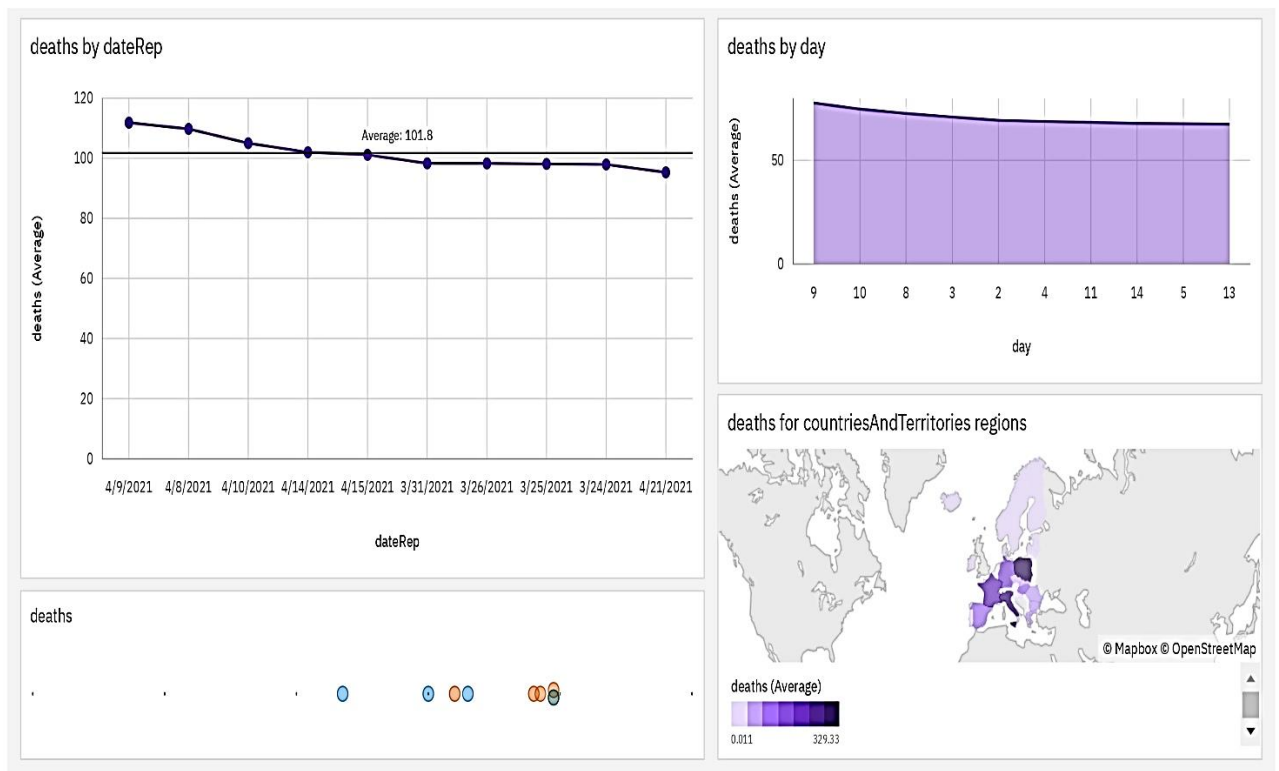 deaths by dateRep
120
100
80
60
40
20
0
deaths (Average)
Average: 101.8
4/9/2021 4/8/2021 4/10/2021 4/14/2021 4/15/2021 3/31/2021 3/26/2021 3/25/2021 3/24/2021 4/21/2021
dateRep
deaths
deaths by day
50
0
deaths (Average)
9 10 8 3 2 4 11 14 5 13
day
deaths for countriesAndTerritories regions
© Mapbox © OpenStreetMap
deaths (Average)
0.011 329.33